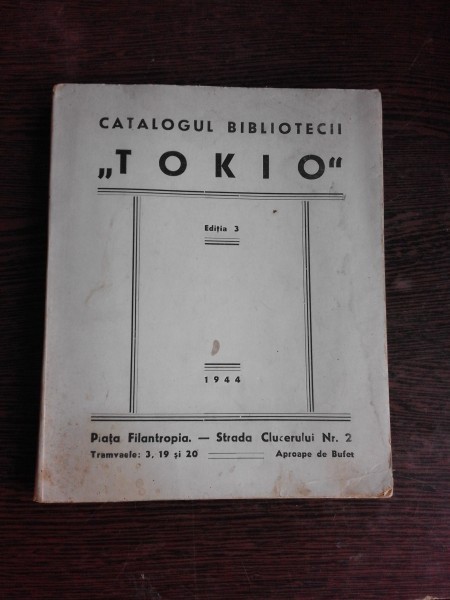 CATALOGUL BIBLIOTECII
„TOKIO“
Ediția 3
1944
Piața Filantropia. — Strada Clucerului Nr. 2
Tramvaele: 3, 19 și 20 Aproape de Bufet